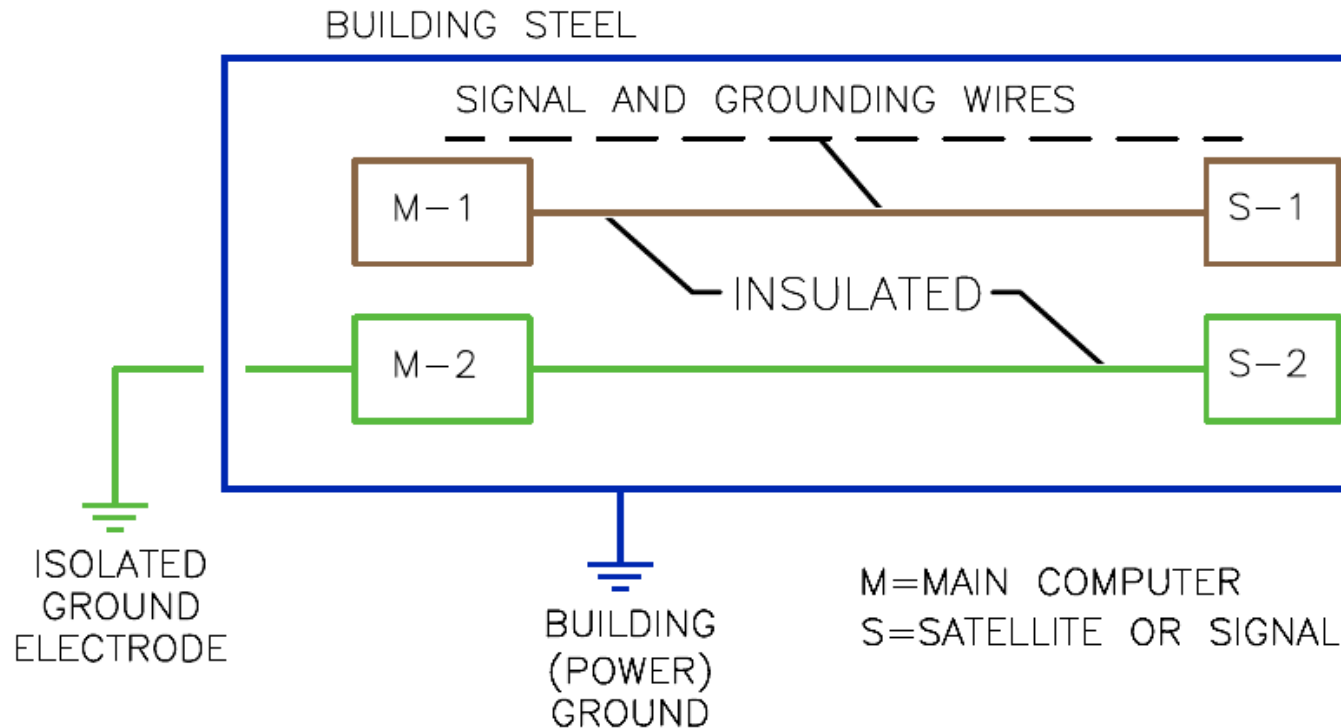 BUILDING STEEL
SIGNAL AND GROUNDING WIRES
M-1
S-1
INSULATED
M-2
S-2
ISOLATED
GROUND
ELECTRODE
BUILDING
(POWER)
GROUND
M=MAIN COMPUTER
S=SATELLITE OR SIGNAL